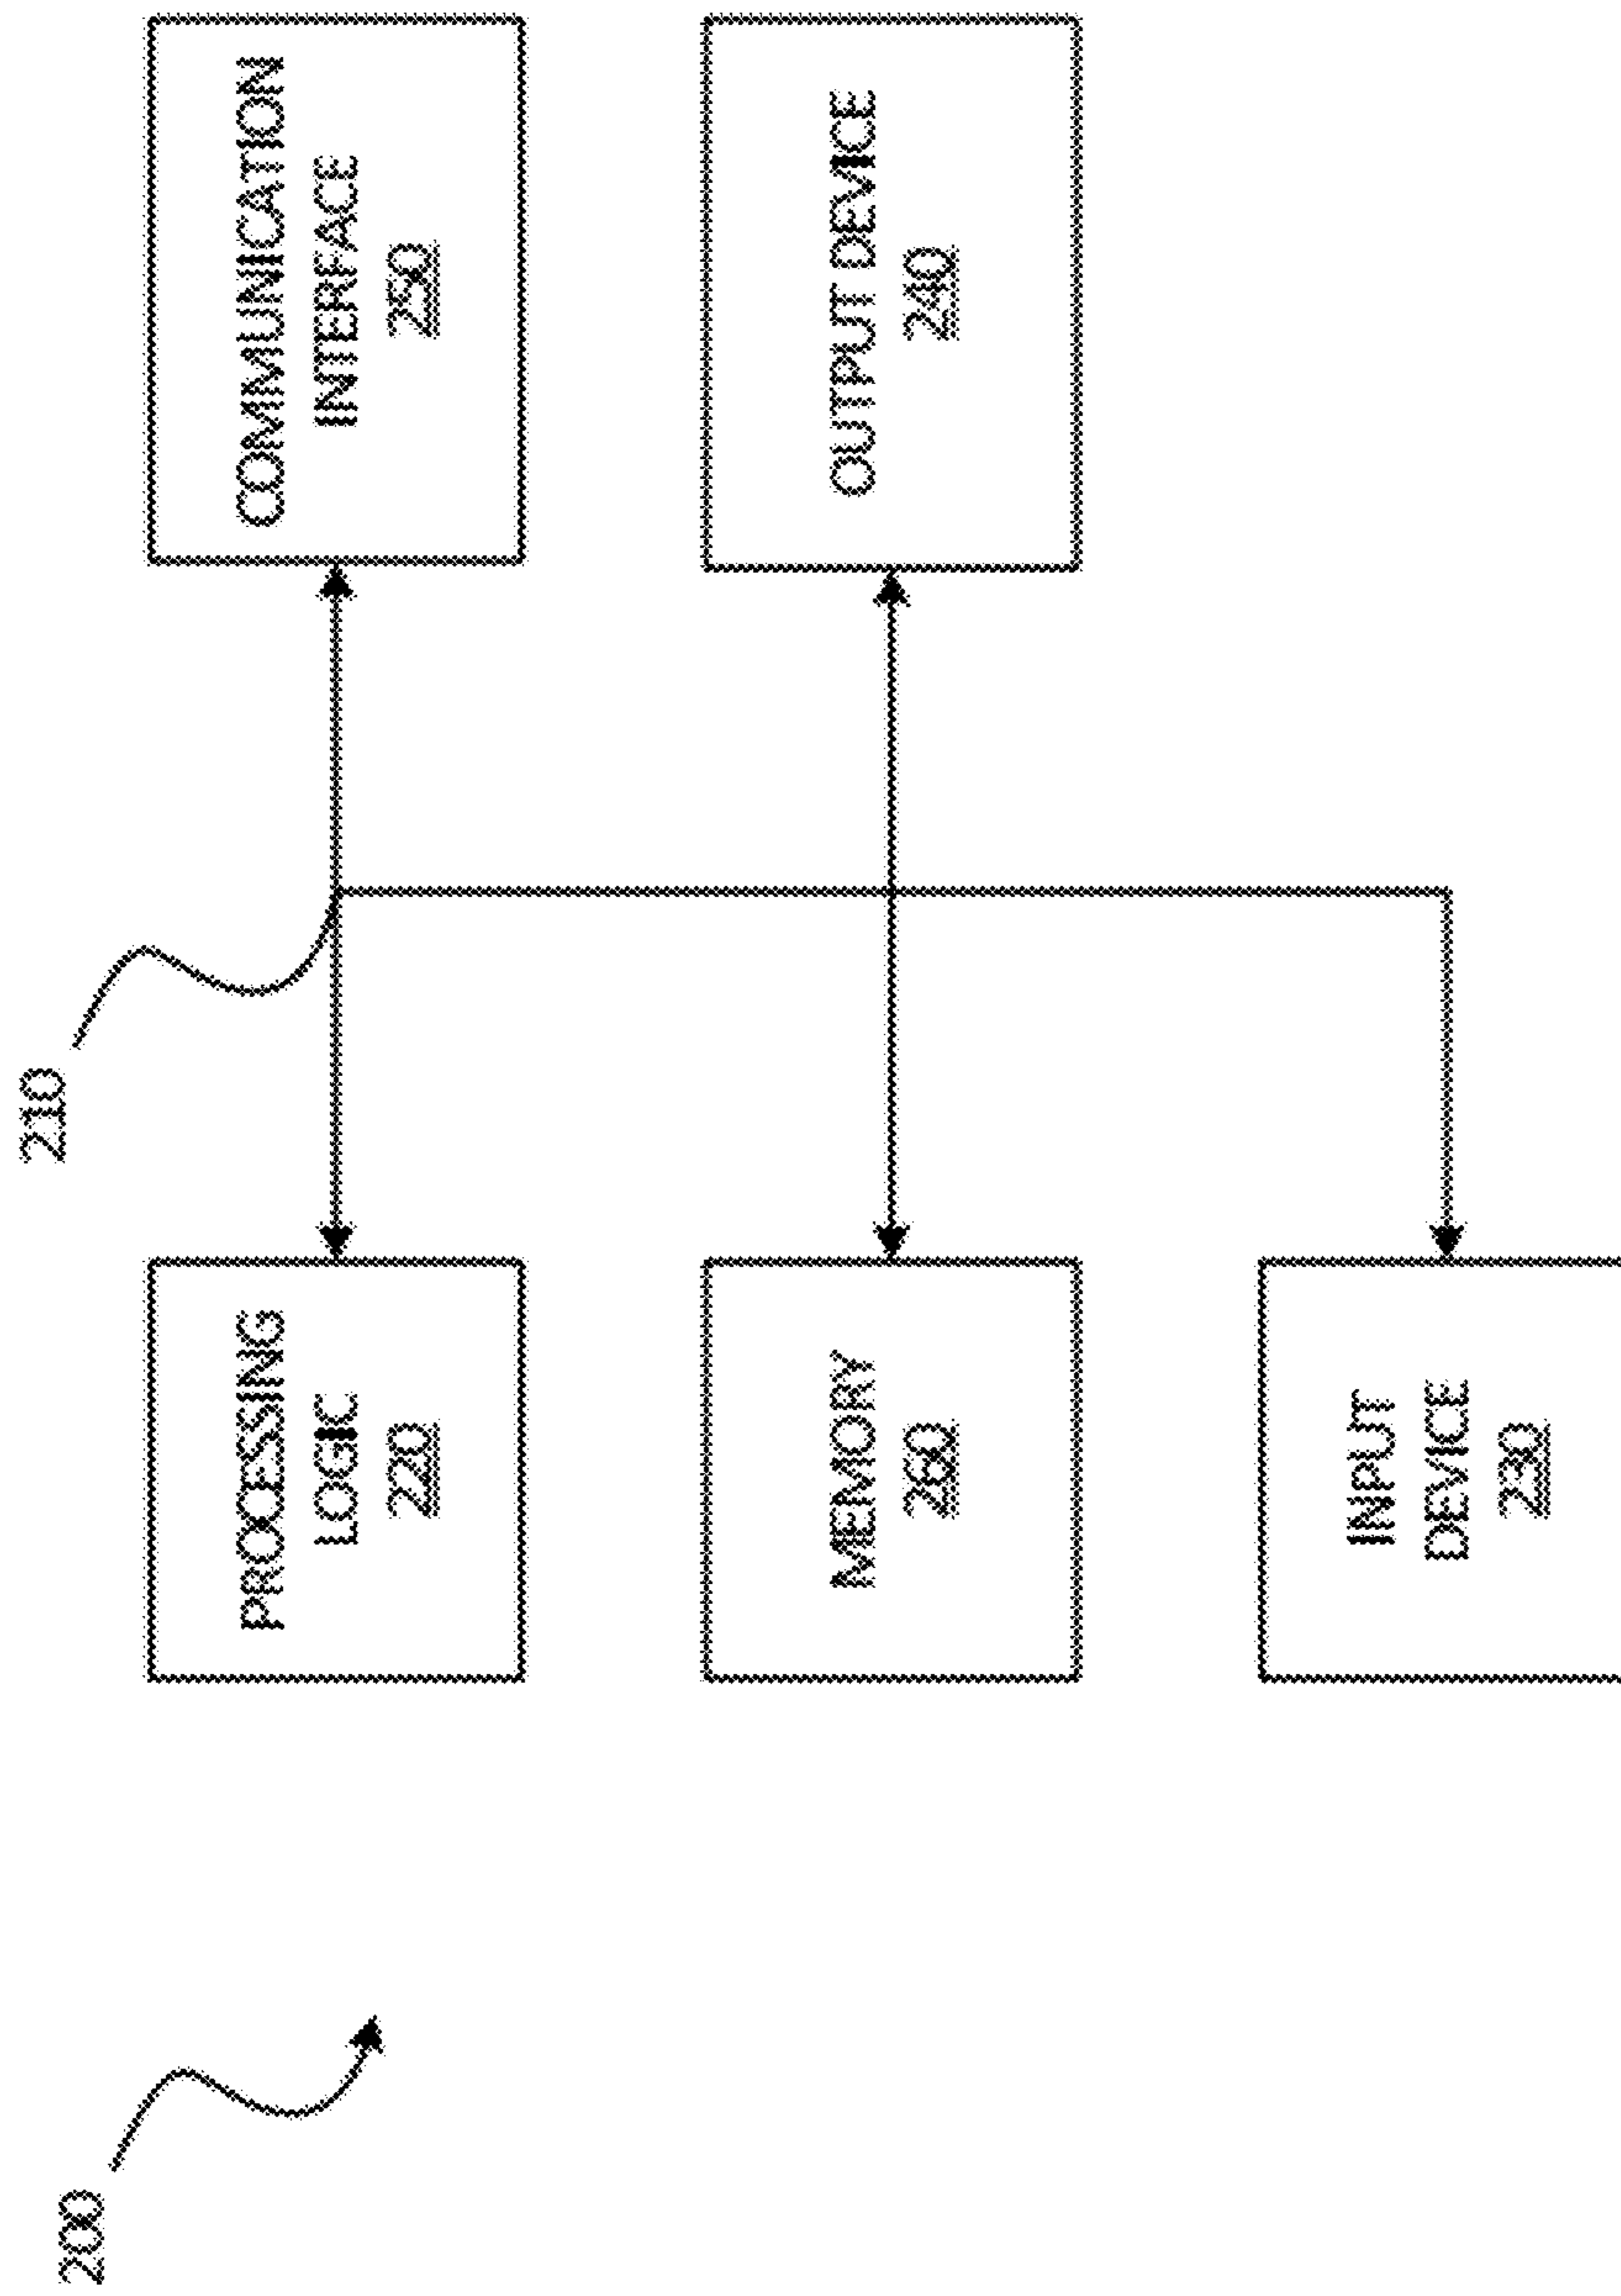 200
210
PROCESSING
LOGIC
220
COMMUNICATION
INTERFACE
250
MEMORY
260
OUTPUT DEVICE
240
INPUT
DEVICE
230